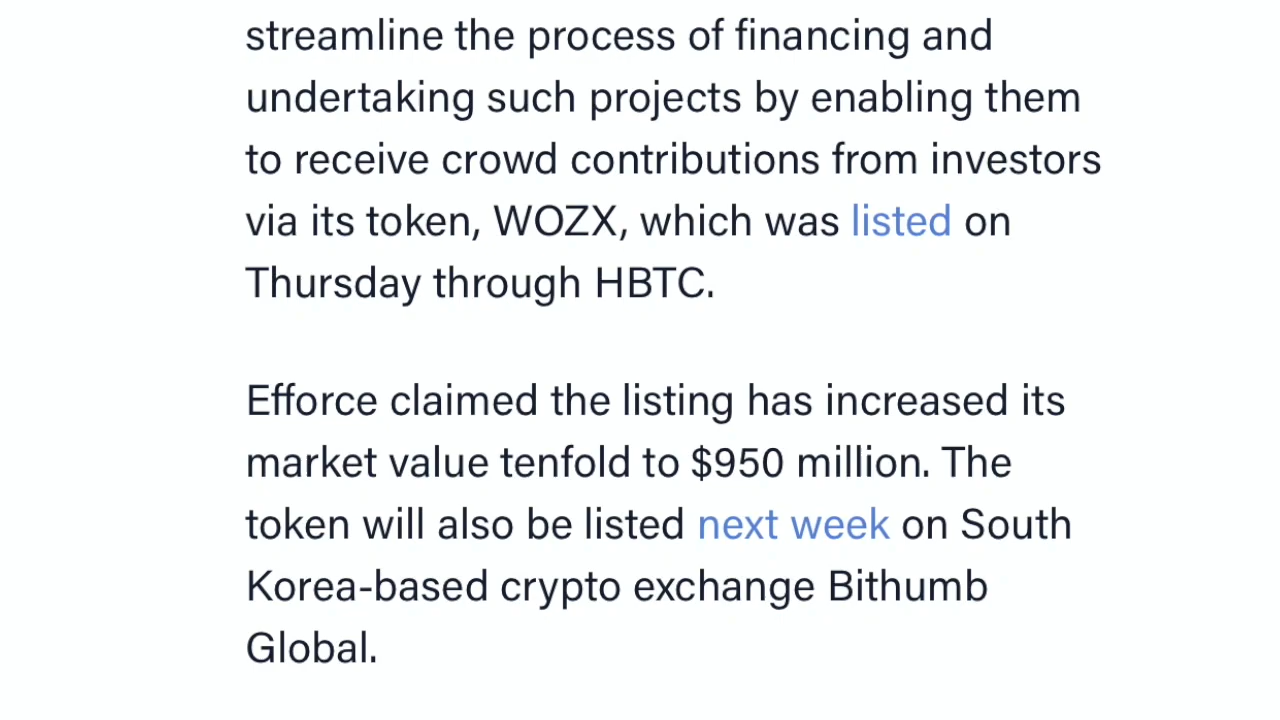 streamline the process of financing and
undertaking such projects by enabling them
to receive crowd contributions from investors
via its token, WOZX, which was listed on
Thursday through HBTC.
Efforce claimed the listing has increased its
market value tenfold to $950 million. The
token will also be listed next week on South
Korea-based crypto exchange Bithumb
Global.